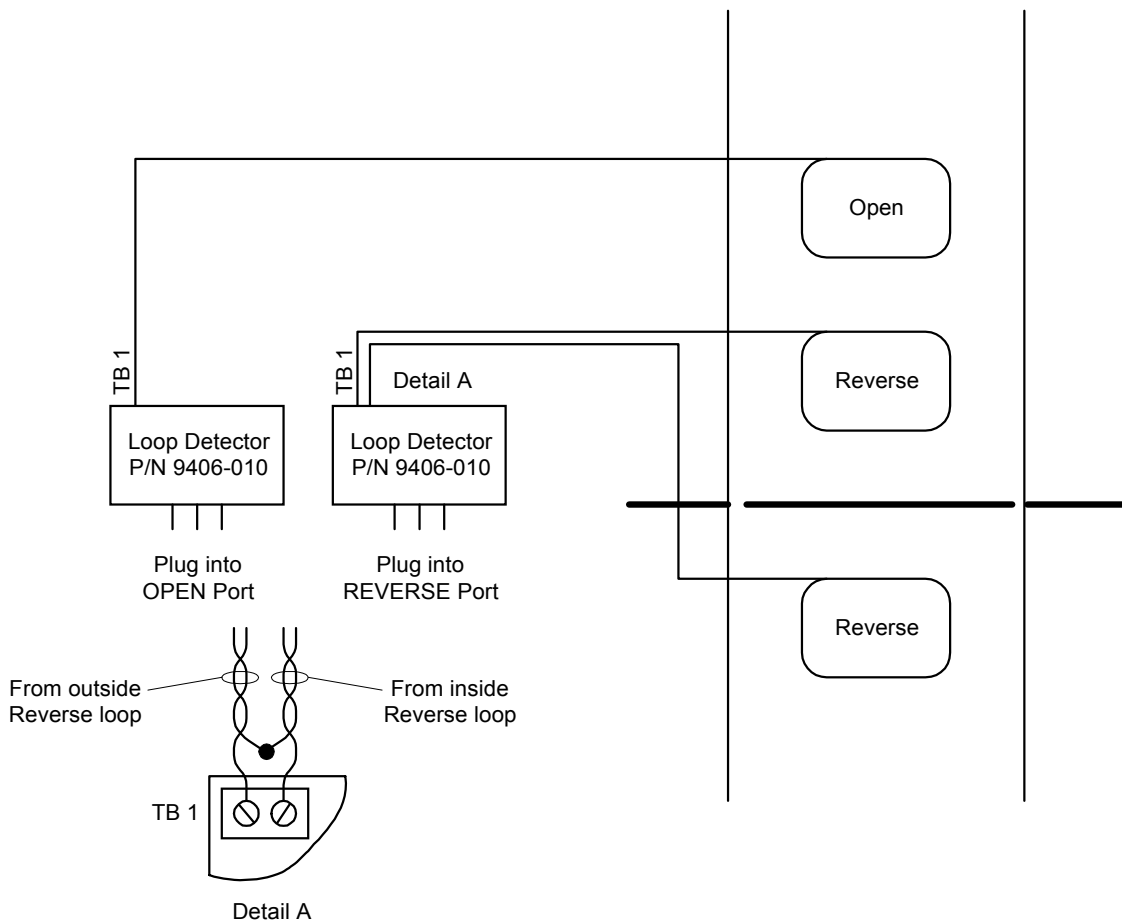 Open
TB 1
TB 1
Detail A
Reverse
Loop Detector
P/N 9406-010
Loop Detector
P/N 9406-010
Plug into
OPEN Port
Plug into
REVERSE Port
Reverse
From outside
Reverse loop
From inside
Reverse loop
TB 1
Detail A